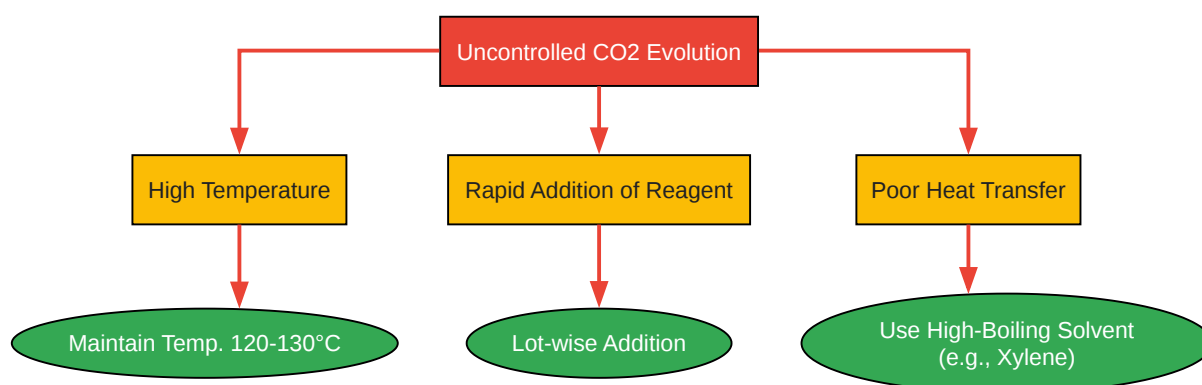 Uncontrolled CO2 Evolution
High Temperature
Rapid Addition of Reagent
Poor Heat Transfer
Maintain Temp. 120-130°C
Lot-wise Addition
Use High-Boiling Solvent
(e.g., Xylene)